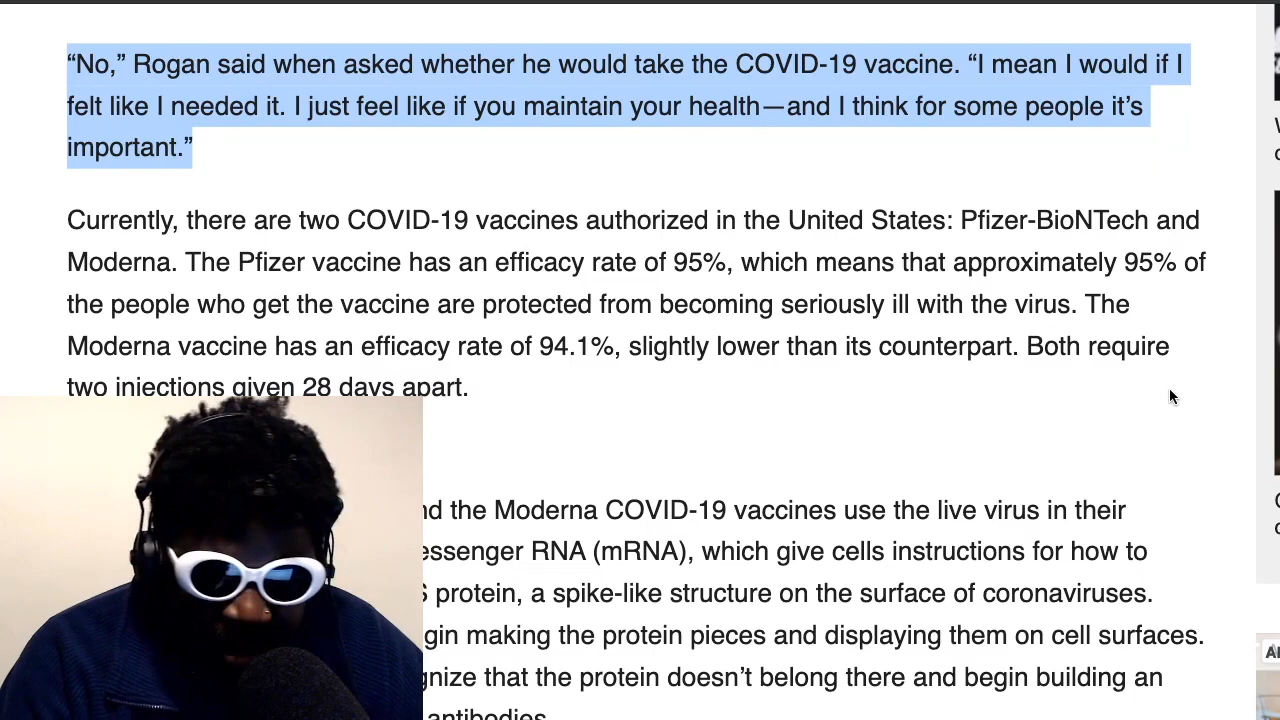 “No,” Rogan said when asked whether he would take the COVID-19 vaccine. “I mean I would if I
felt like I needed it. I just feel like if you maintain your health—and I think for some people it’s
important.”
Currently, there are two COVID-19 vaccines authorized in the United States: Pfizer-BioNTech and
Moderna. The Pfizer vaccine has an efficacy rate of 95%, which means that approximately 95% of
the people who get the vaccine are protected from becoming seriously ill with the virus. The
Moderna vaccine has an efficacy rate of 94.1%, slightly lower than its counterpart. Both require
two injections given 28 days apart.
the Moderna COVID-19 vaccines use the live virus in their
RNA (mRNA), which give cells instructions for how to
protein, a spike-like structure on the surface of coronaviruses.
making the protein pieces and displaying them on cell surfaces.
that the protein doesn’t belong there and begin building an
antibodies.